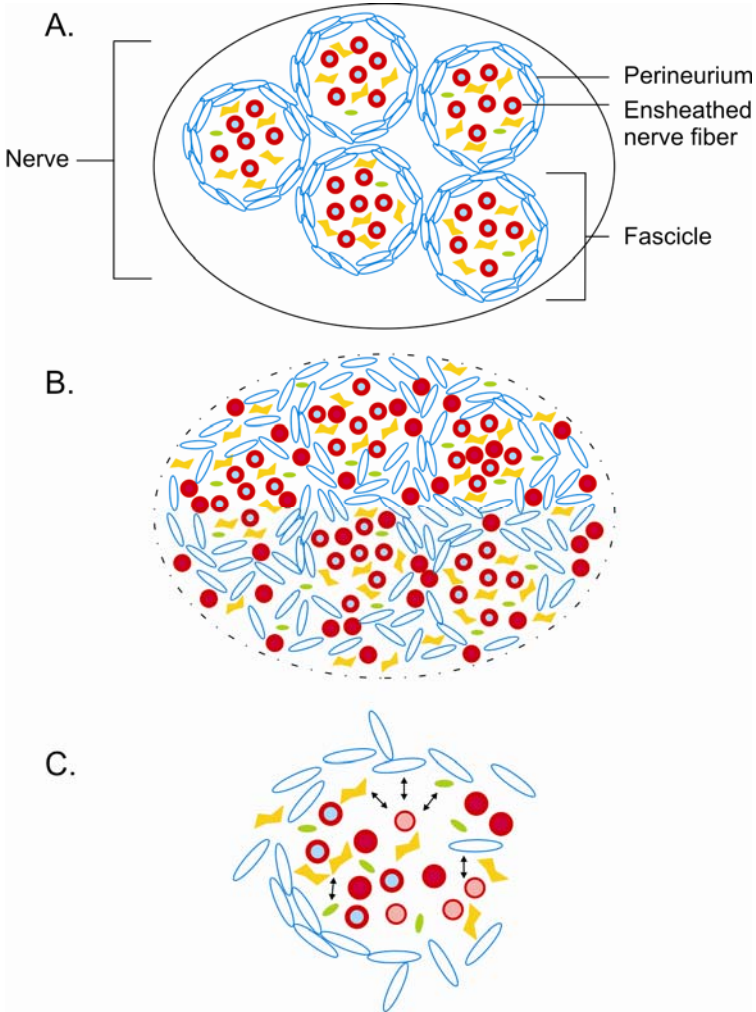 A.
Perineurium
Ensheathed
nerve fiber
Nerve
Fascicle
B.
C.